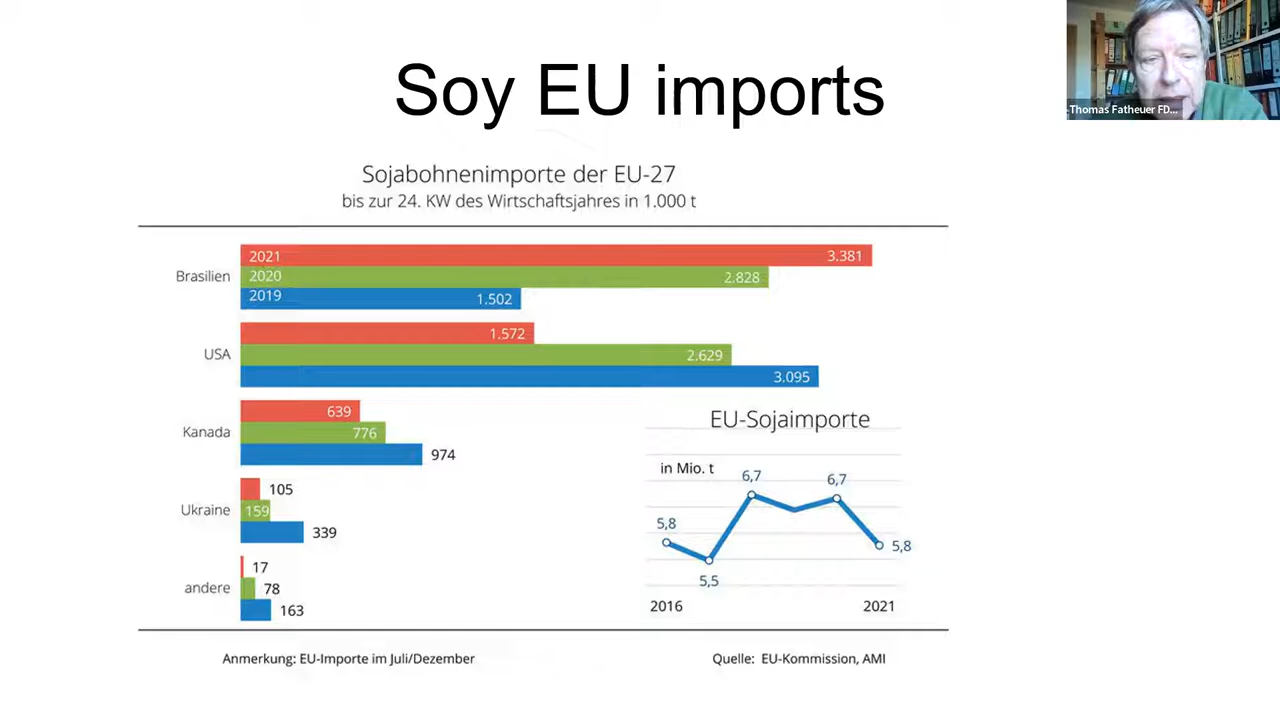 Soy EU imports
-Thomas Fatheuer FD...
Sojabohnenimporte der EU-27
bis zur 24. KW des Wirtschaftsjahres in 1.000 t
Brasilien
2021
3.381
2020
2.828
2019
1.502
USA
1.572
2.629
3.095
Kanada
639
776
974
Ukraine
105
159
339
andere
17
78
163
EU-Sojaimporte
in Mio. t
5,8
5,5
6,7
6,7
5,8
2016
2021
Anmerkung: EU-Importe im Juli/Dezember
Quelle: EU-Kommission, AMI